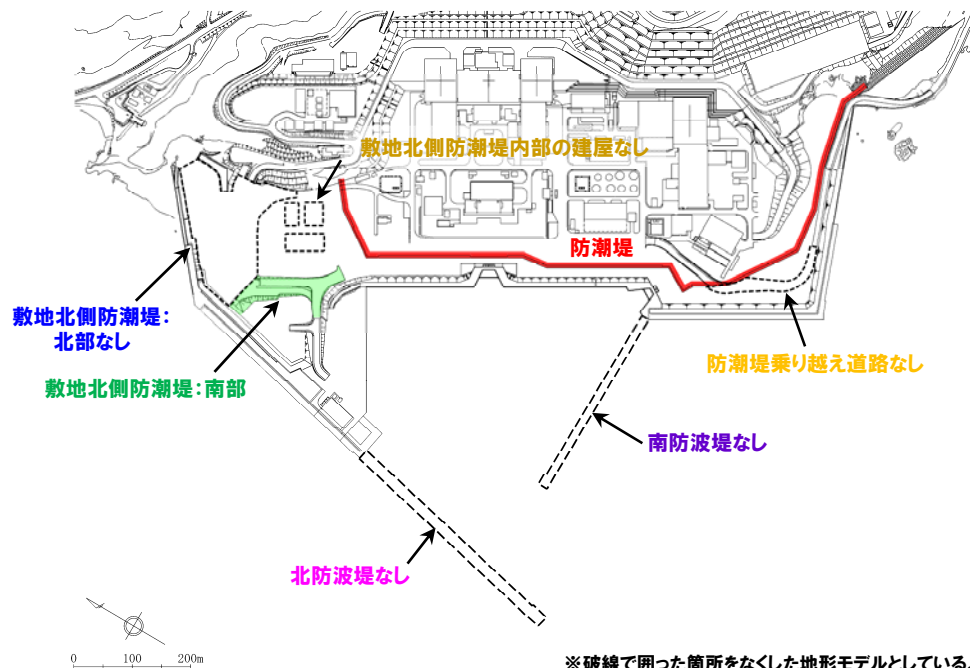 敷地北側防潮堤内部の建屋なし
防潮堤
敷地北側防潮堤：
北部なし
防潮堤乗り越え道路なし
敷地北側防潮堤：南部
南防波堤なし
北防波堤なし
0 100 200m
※破線で囲った箇所をなくした地形モデルとしている。